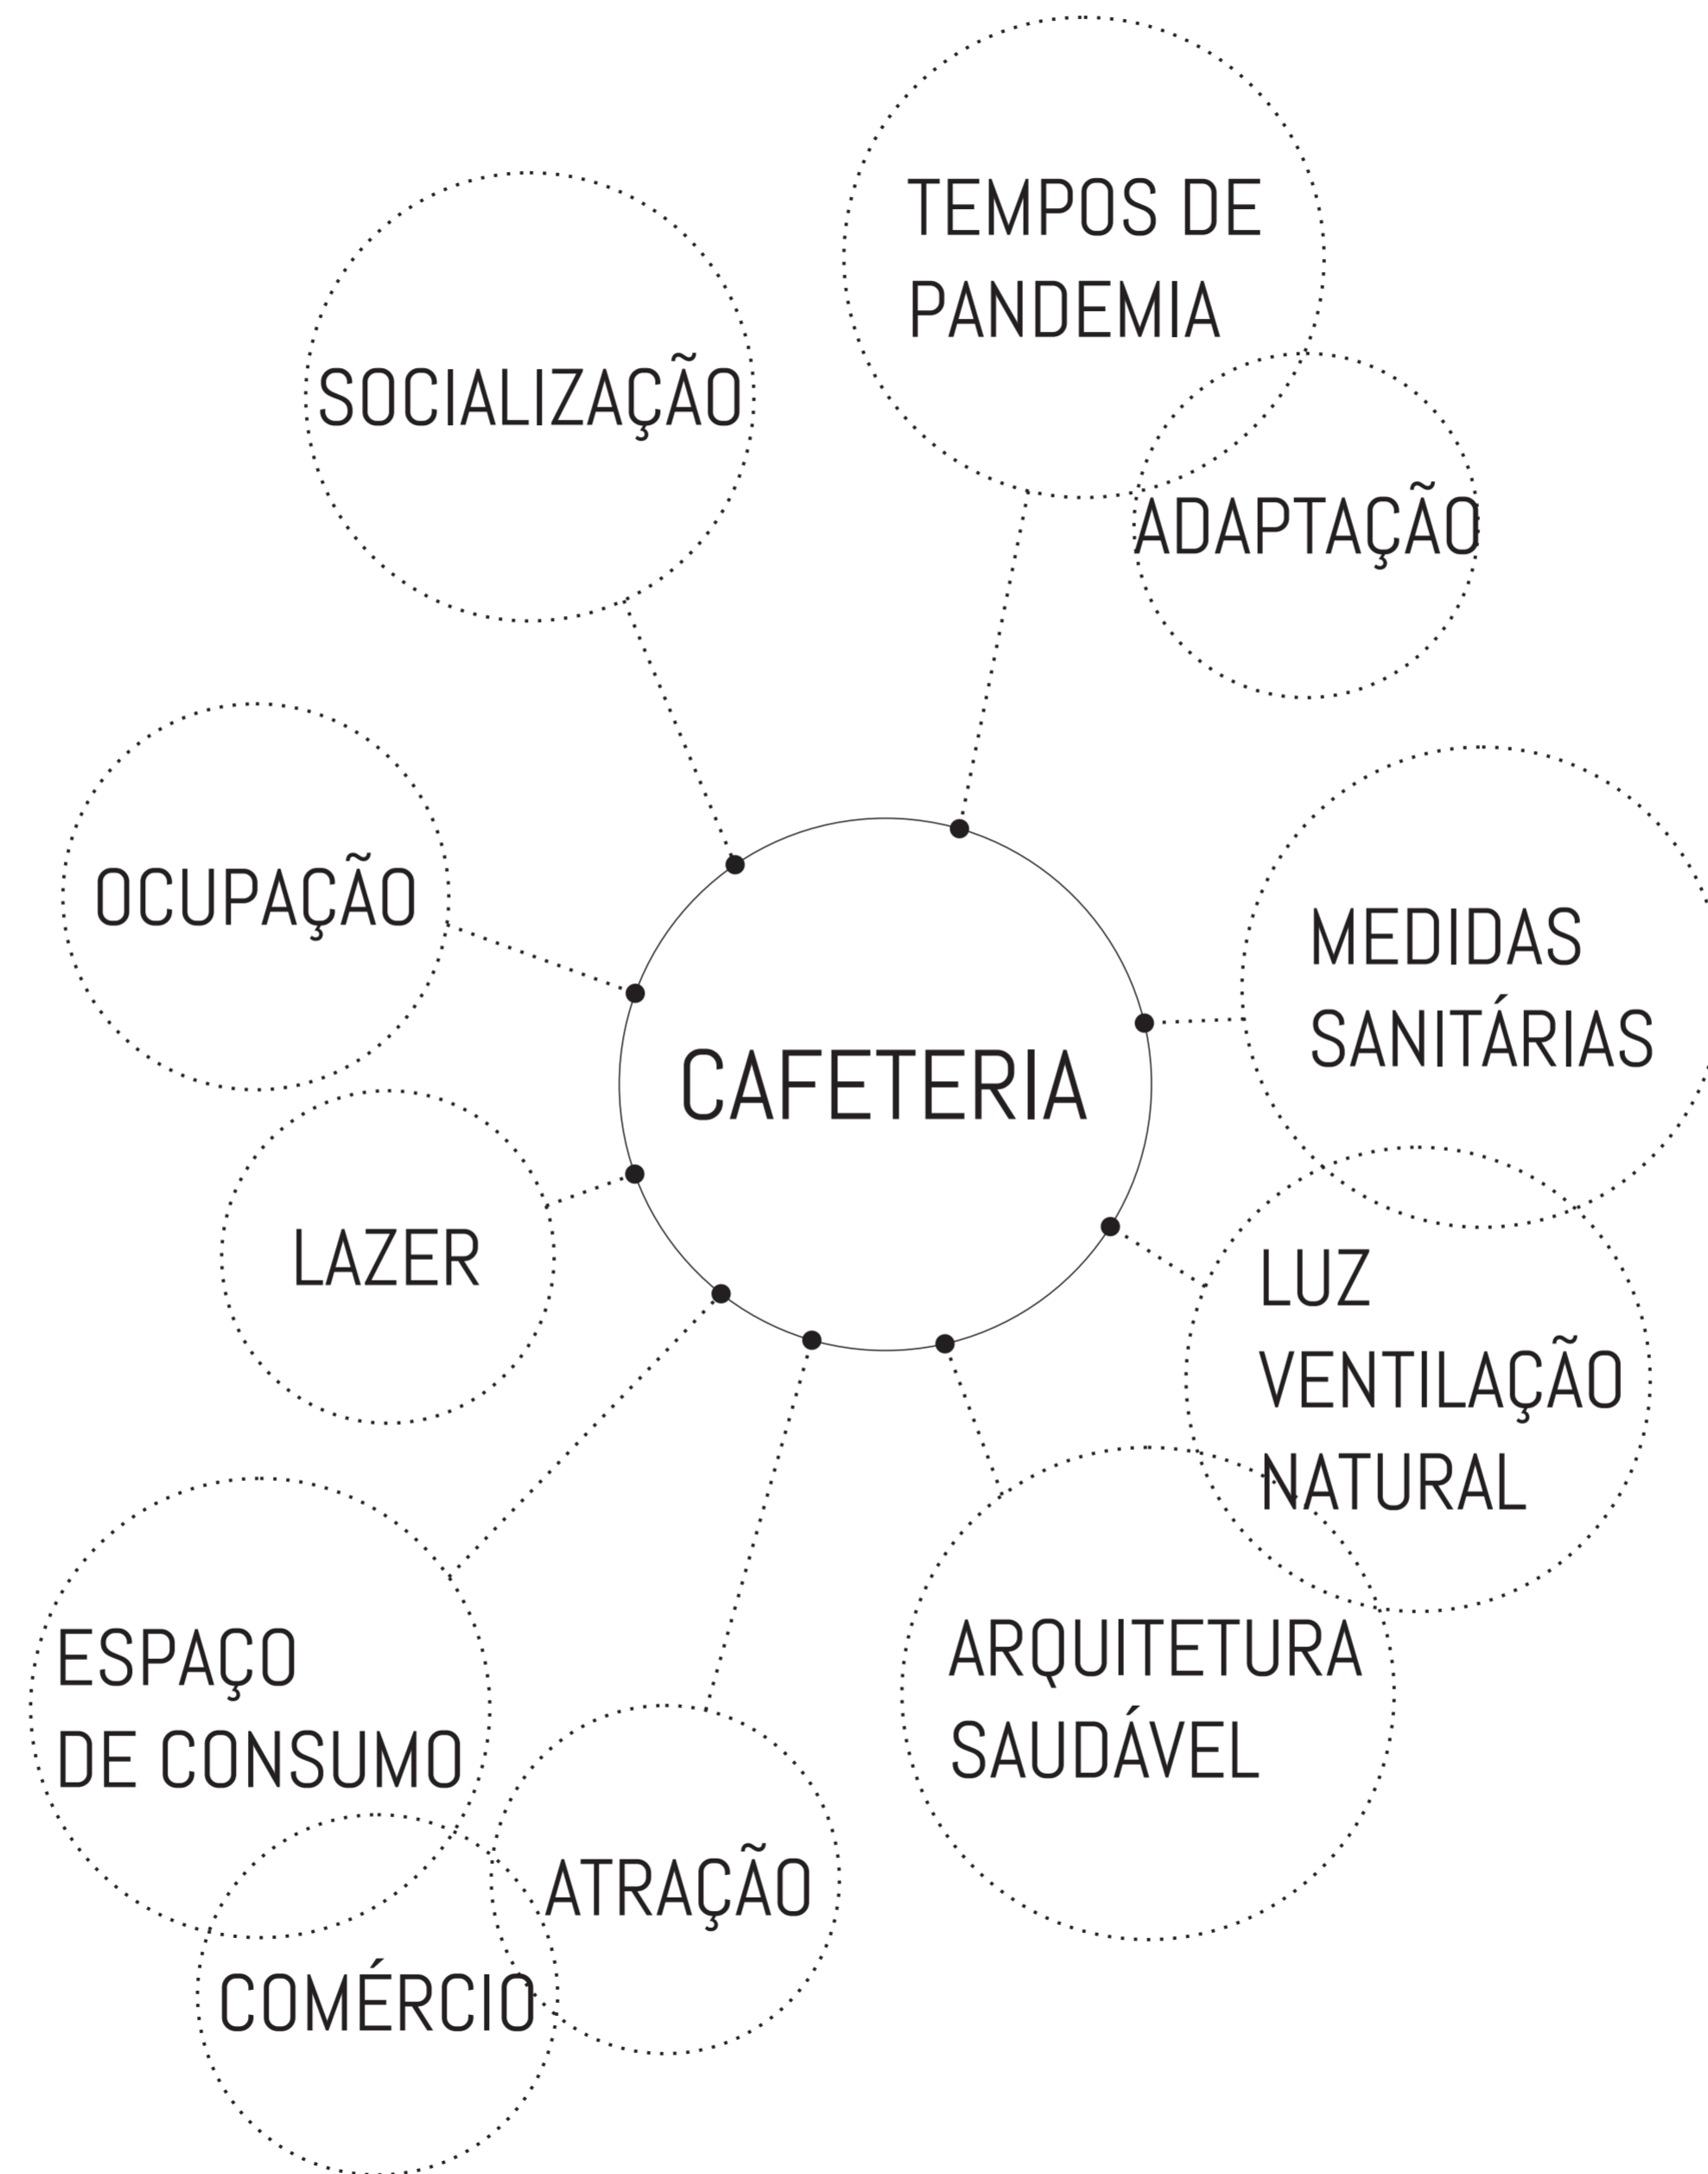 TEMPOS DE
PANDEMIA
SOCIALIZAÇÃO
ADAPTAÇÃO
OCUPAÇÃO
MEDIDAS
SANITÁRIAS
CAFETERIA
LAZER
LUZ
VENTILAÇÃO
NATURAL
ESPAÇO
DE CONSUMO
ARQUITETURA
SAUDÁVEL
ATRAÇÃO
COMÉRCIO